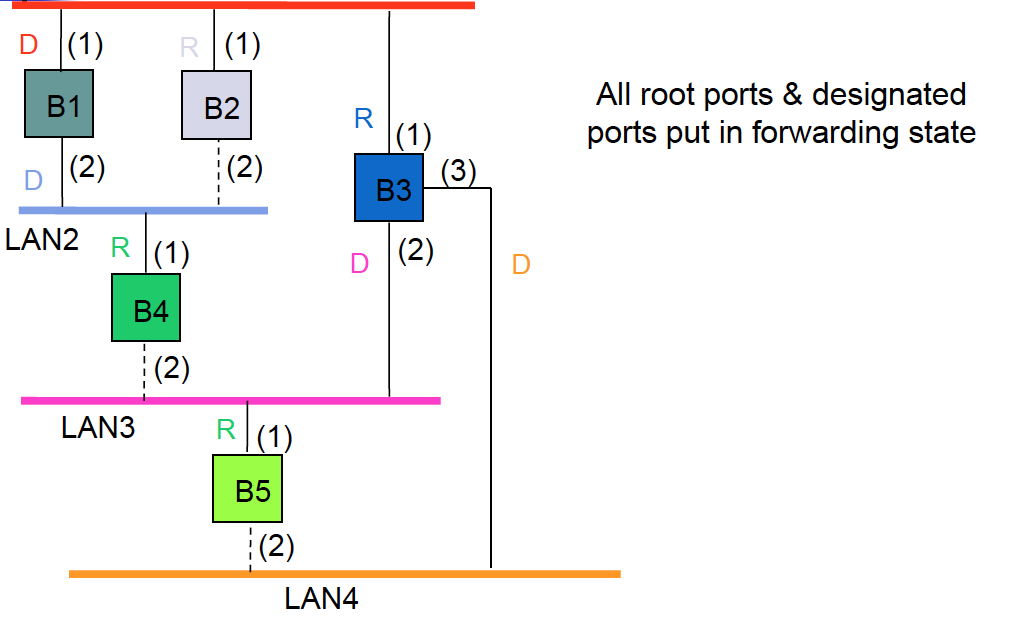 D (1) R (1)
All root ports & designated
ports put in forwarding state
B1 B2
R (1)
D (2) (2)
B3 (3)
LAN2
R (1)
D (2) D
B4
(2)
LAN3
R (1)
B5
(2)
LAN4